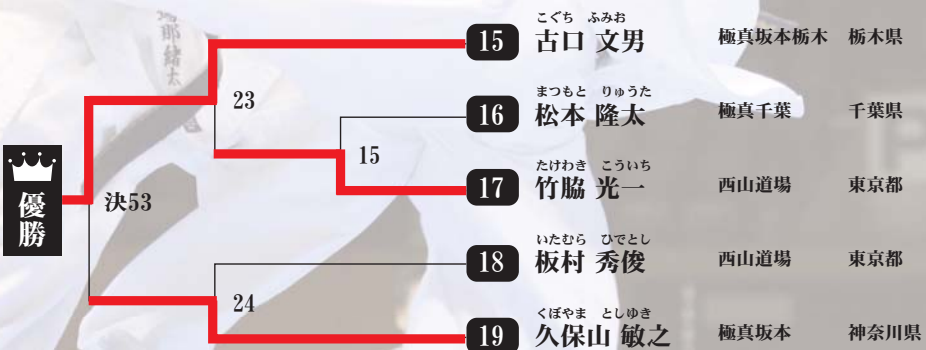 こぐち ふみお
15 古口 文男 極真坂本栃木 栃木県
23
まつもと りゅうた
16 松本 隆太 極真千葉 千葉県
15
たけわき こういち
17 竹脇 光一 西山道場 東京都
優勝
決53
いたむら ひでとし
18 板村 秀俊 西山道場 東京都
24
くぼやま としゆき
19 久保山 敏之 極真坂本 神奈川県